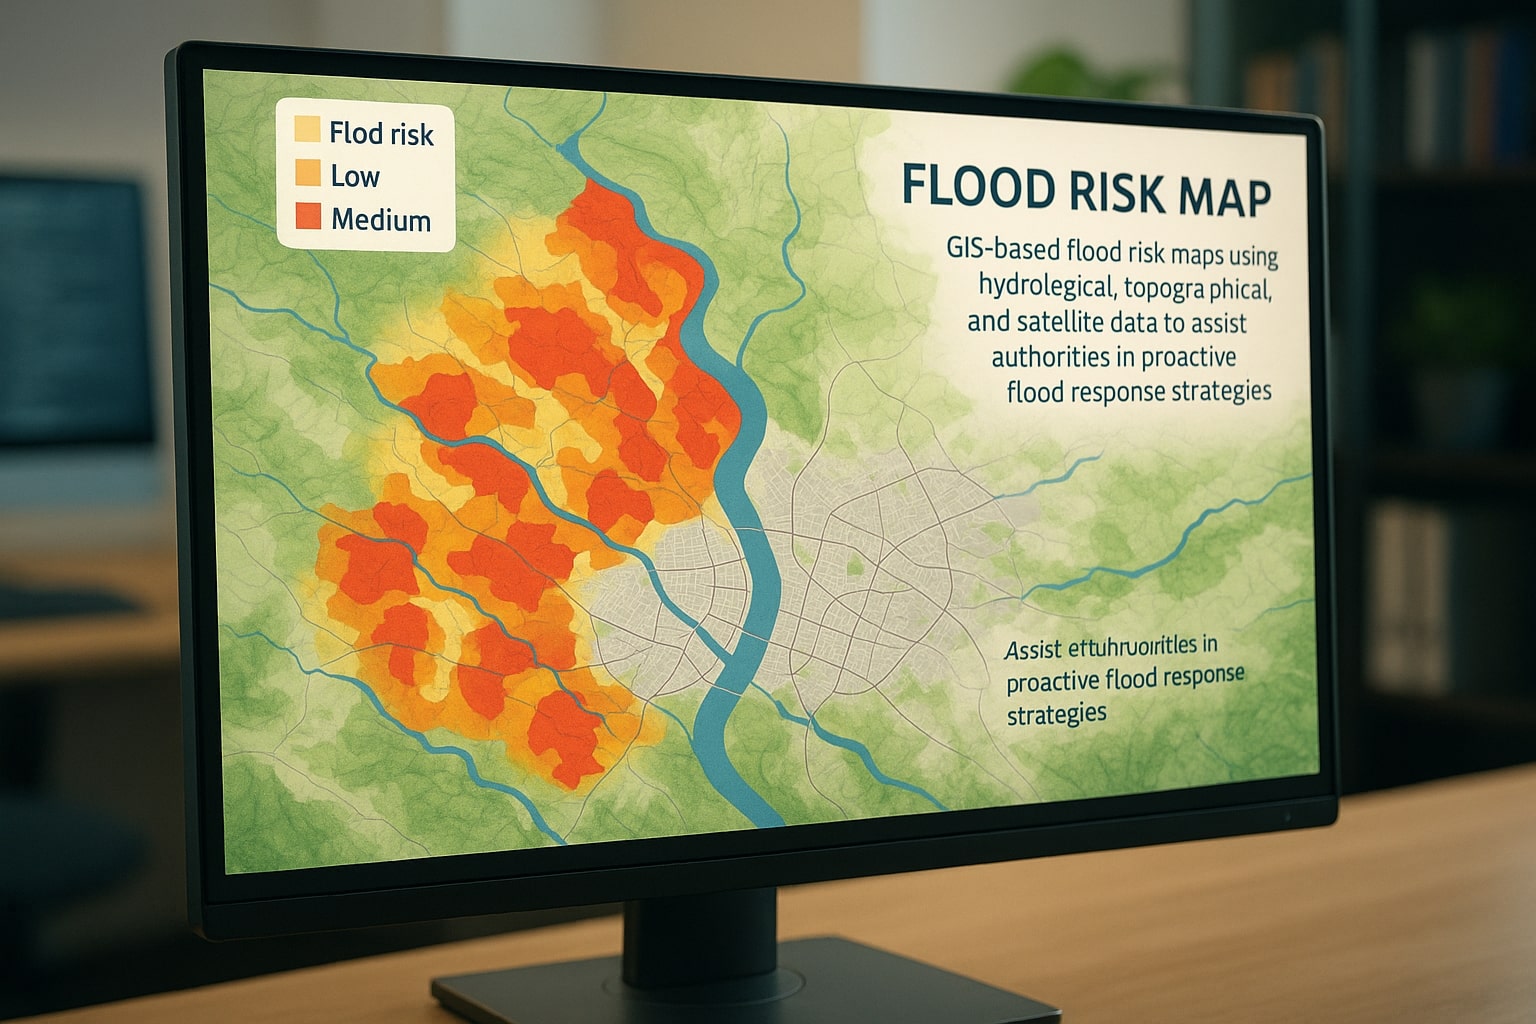 Flod risk
Low
Medium
FLOOD RISK MAP
GIS-based flood risk maps using
hydrolegical, topogra phical,
and satellite data to assist
authorities in proactive
flood response strategies
Assist ettuhruoritles in
proactive flood response
strategies